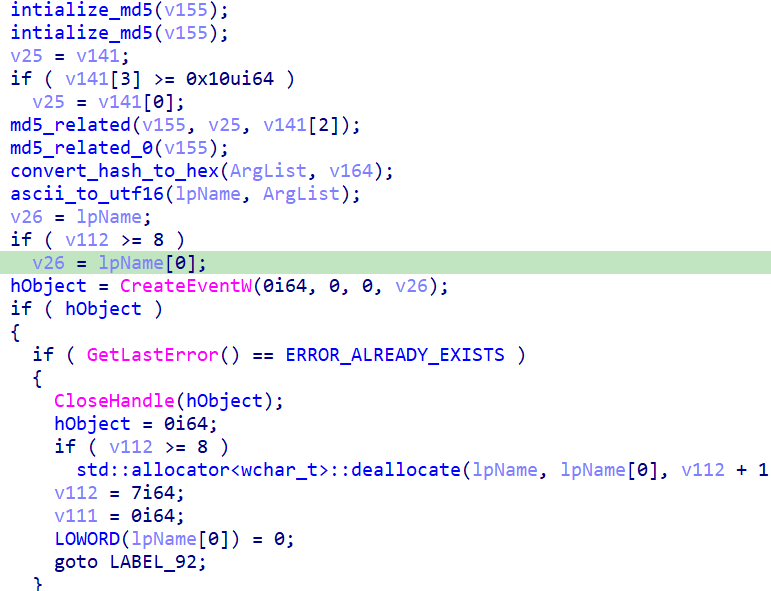 intialize_md5(v155);
intialize_md5(v155);
v25 = v141;
if ( v141[3] >= 0x10ui64 )
v25 = v141[0];
md5_related(v155, v25, v141[2]);
md5_related_0(v155);
convert_hash_to_hex(ArgList, v164);
ascii_to_utf16(lpName, ArgList);
v26 = lpName;
if ( v112 >= 8 )
v26 = lpName[0];
hObject = CreateEventW(0i64, 0, 0, v26);
if ( hObject )
{
if ( GetLastError() == ERROR_ALREADY_EXISTS )
{
CloseHandle(hObject);
hObject = 0i64;
if ( v112 >= 8 )
std::allocator<wchar_t>::deallocate(lpName, lpName[0], v112 + 1
v112 = 7i64;
v111 = 0i64;
LOWORD(lpName[0]) = 0;
goto LABEL_92;
}